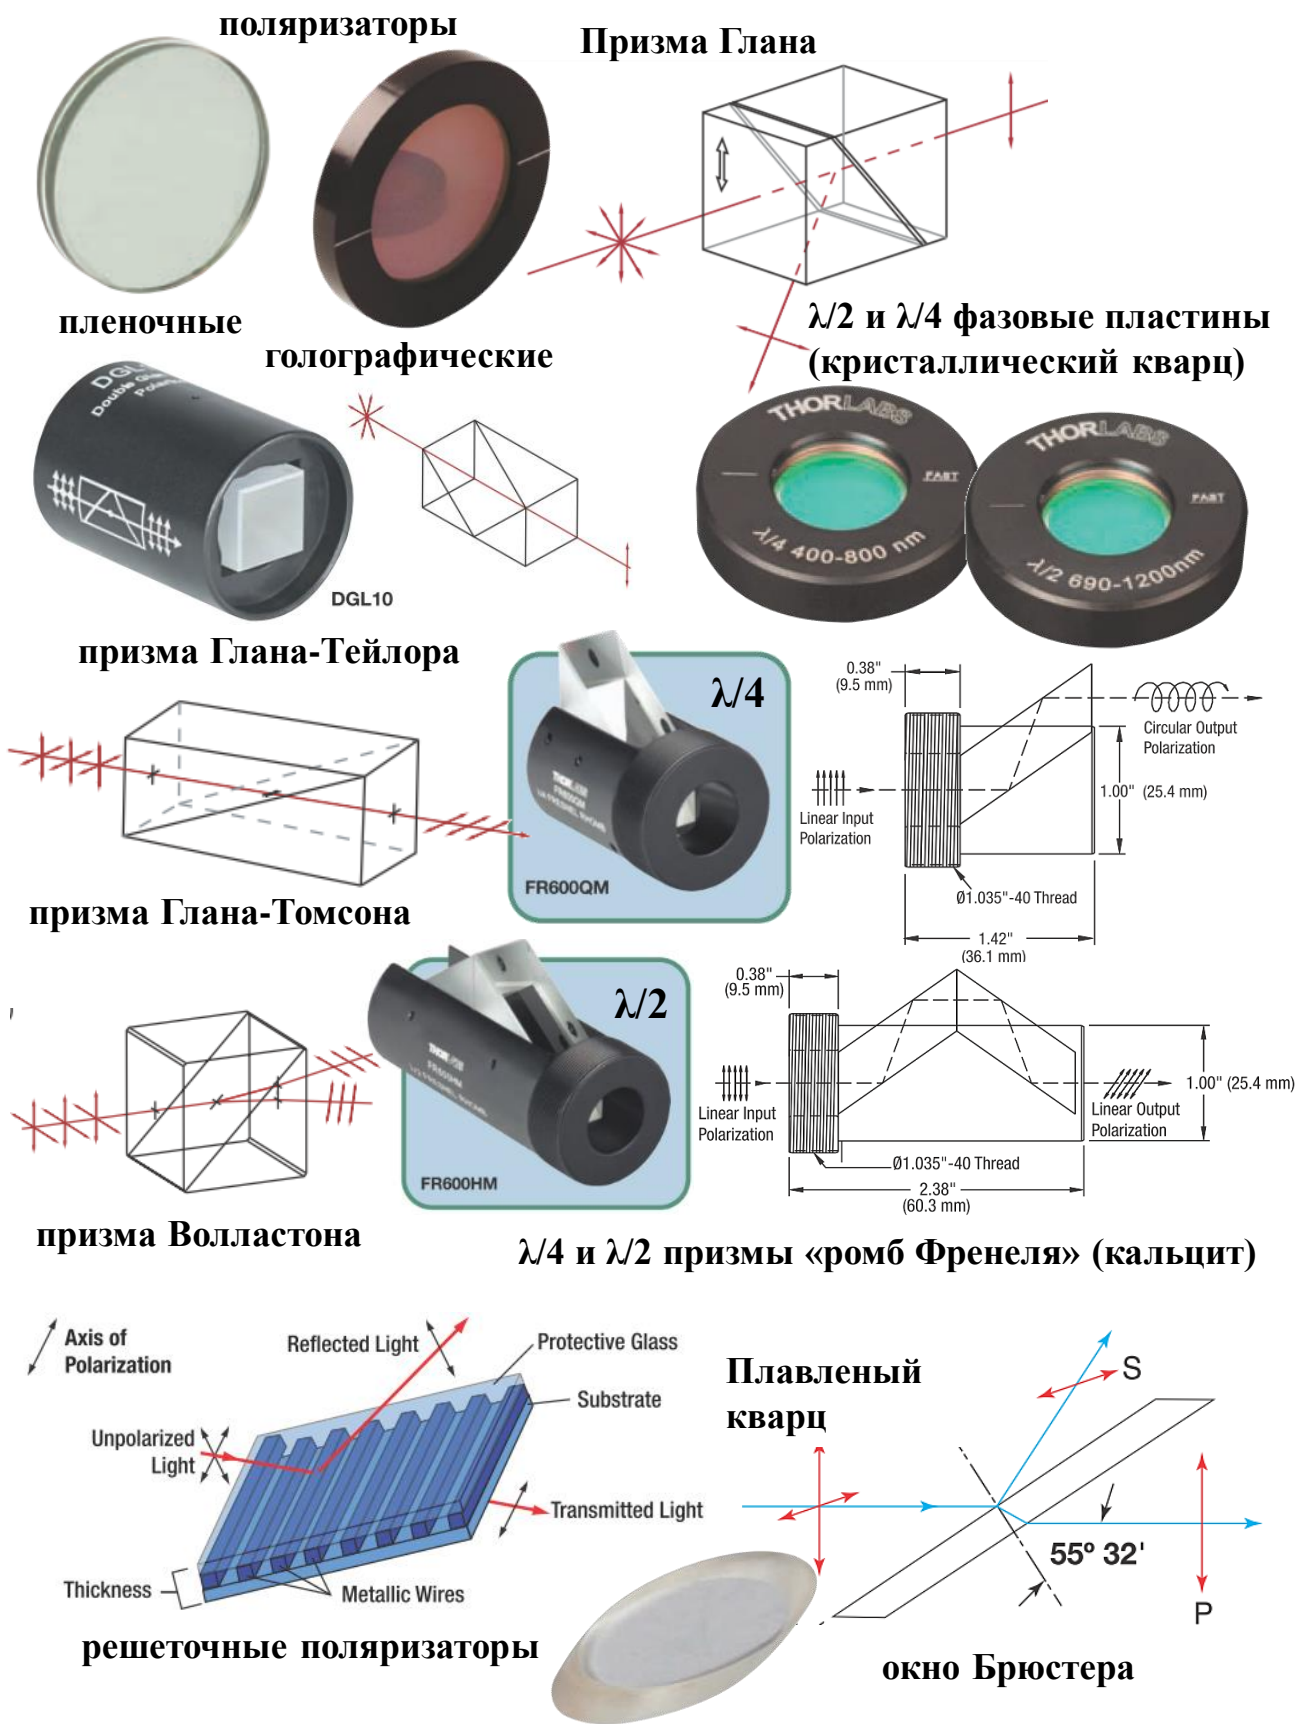 поляризаторы
Призма Глана
пленочные
голографические
λ/2 и λ/4 фазовые пластины
(кристаллический кварц)
Double
DGL10
THORLABS
FAST
λ/4 400-800 nm
THORLABS
FAST
λ/2 690-1200nm
призма Глана-Тейлора
λ/4
FR600QM
0.38"
(9.5 mm)
Circular Output
Polarization
1.00" (25.4 mm)
Linear Input
Polarization
Ø1.035"-40 Thread
1.42"
(36.1 mm)
призма Глана-Томсона
λ/2
FR600HM
0.38"
(9.5 mm)
1.00" (25.4 mm)
Linear Input
Polarization
Linear Output
Polarization
Ø1.035"-40 Thread
2.38"
(60.3 mm)
призма Волластона
λ/4 и λ/2 призмы «ромб Френеля» (кальцит)
Axis of
Polarization
Reflected Light
Protective Glass
Substrate
Unpolarized
Light
Transmitted Light
Thickness
Metallic Wires
решеточные поляризаторы
Плавленый
кварц
S
55º 32'
P
окно Брюстера